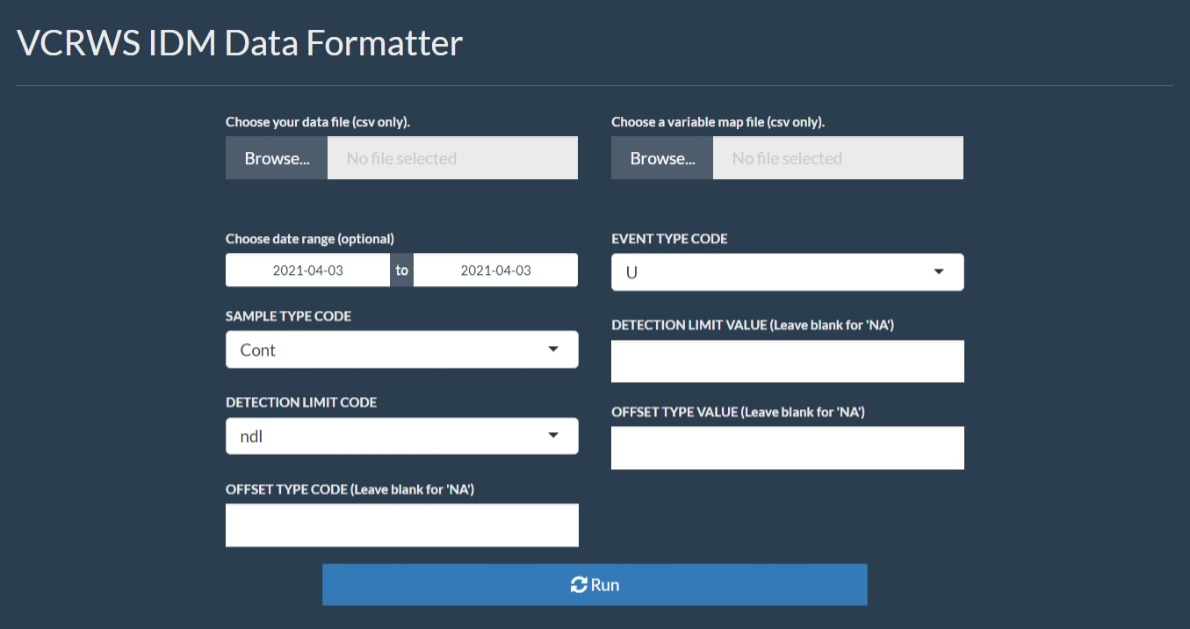 VCRWS IDM Data Formatter
Choose your data file (csv only).
Choose a variable map file (csv only).
Browse... No file selected
Browse... No file selected
Choose date range (optional)
EVENT TYPE CODE
2021-04-03 to 2021-04-03
U
SAMPLE TYPE CODE
DETECTION LIMIT VALUE (Leave blank for 'NA')
Cont
DETECTION LIMIT CODE
OFFSET TYPE VALUE (Leave blank for 'NA')
ndl
OFFSET TYPE CODE (Leave blank for 'NA')
Run